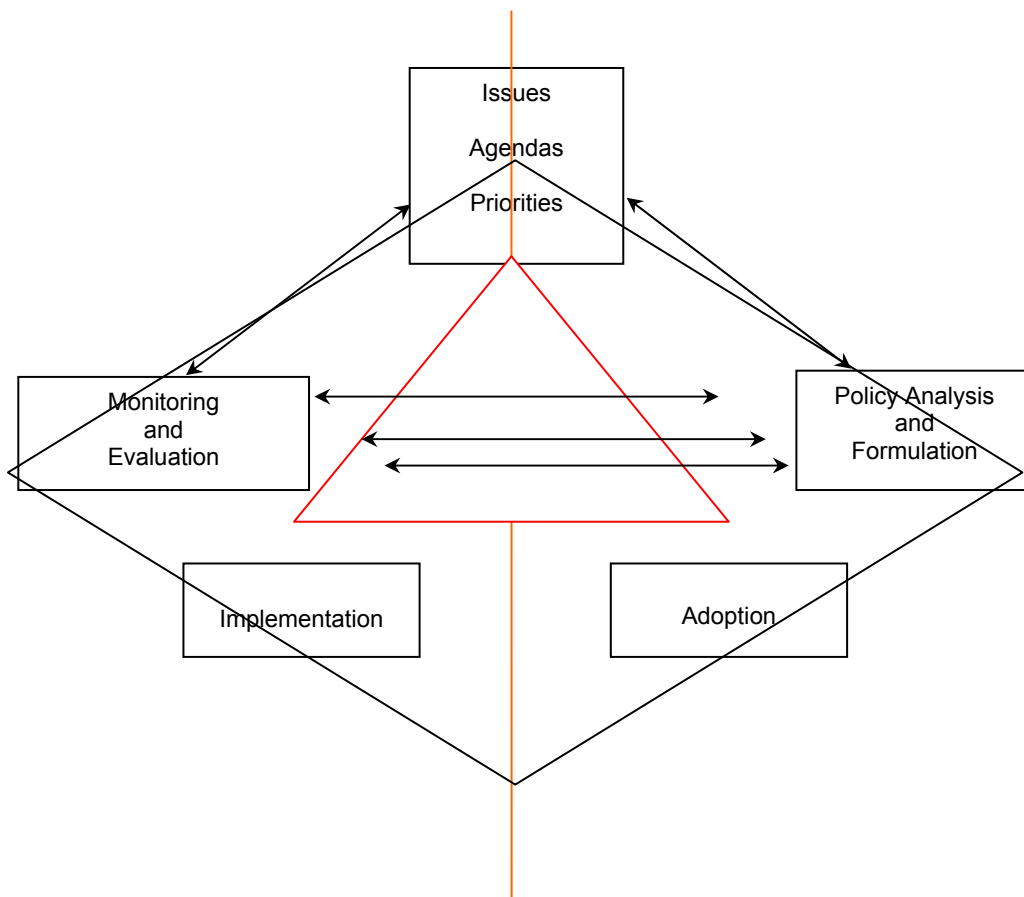 Issues
Agendas
Priorities
Monitoring
and
Evaluation
Policy Analysis
and
Formulation
Implementation
Adoption